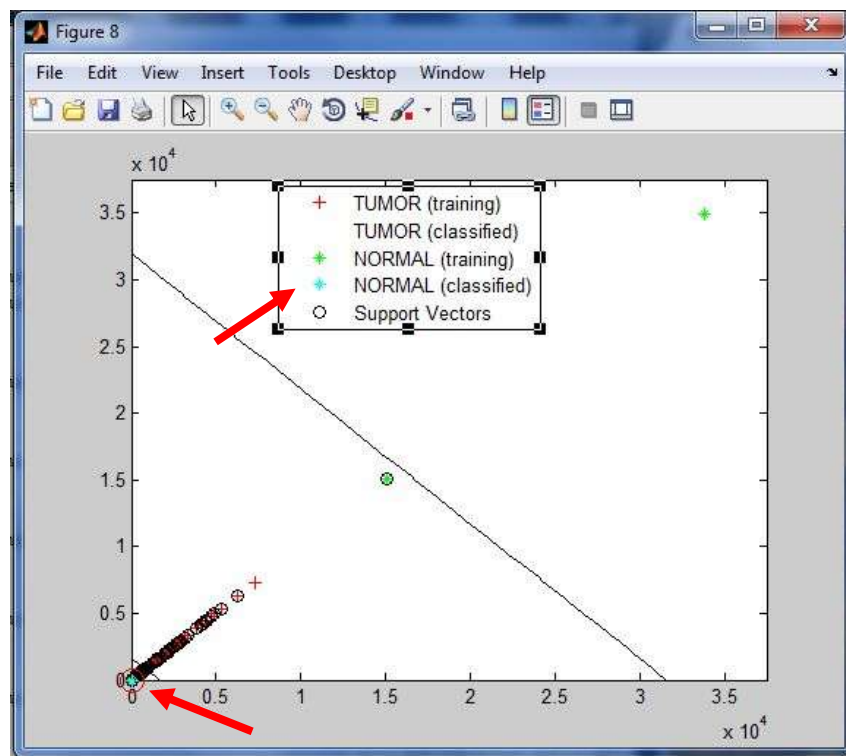 Figure 8
File Edit View Insert Tools Desktop Window Help
x 10^4
TUMOR (training)
TUMOR (classified)
NORMAL (training)
NORMAL (classified)
Support Vectors
3.5
3
2.5
2
1.5
1
0.5
0
0 0.5 1 1.5 2 2.5 3 3.5
x 10^4